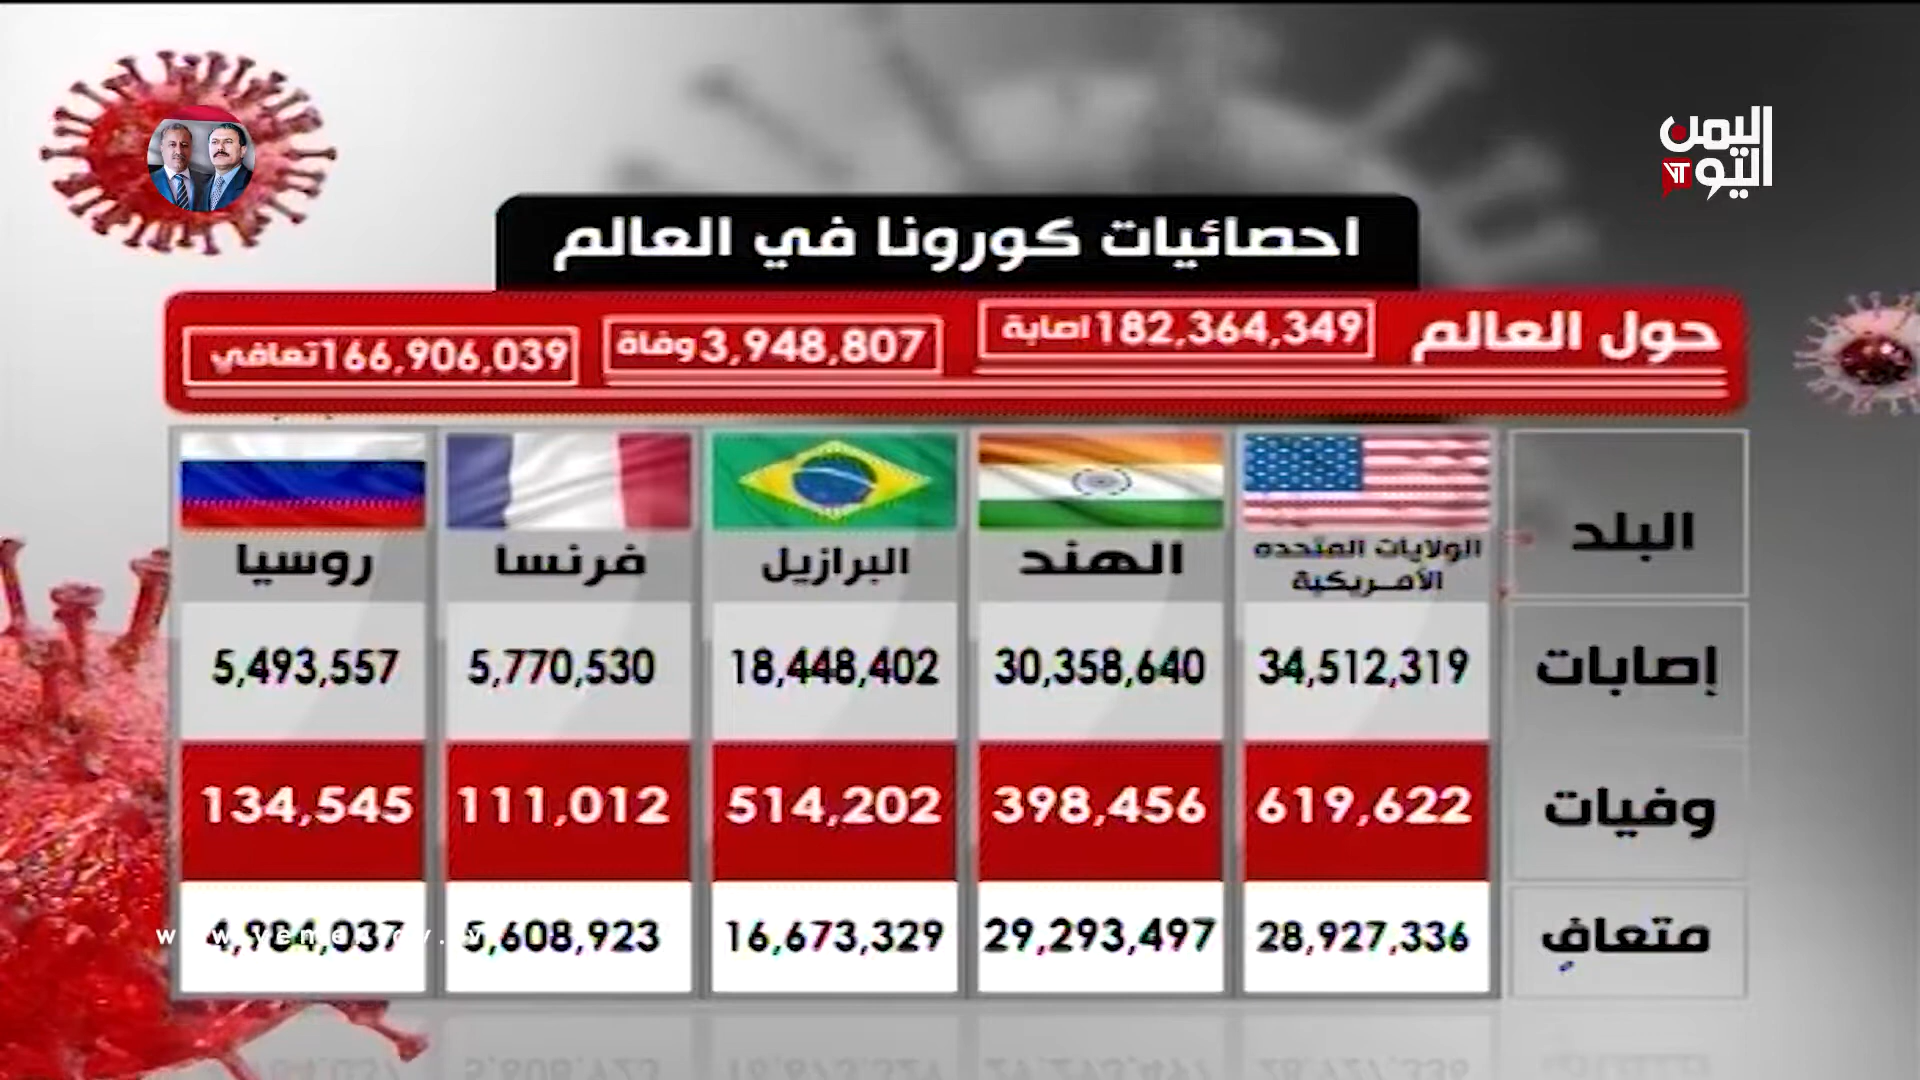 اليمن
اليوم
YT
احصائيات كورونا في العالم
حول العالم
182,364,349 اصابة
3,948,807 وفاة
166,906,039 تعافي
البلد
الولايات المتحده
الأمريكية
الهند
البرازيل
فرنسا
روسيا
إصابات
34,512,319
30,358,640
18,448,402
5,770,530
5,493,557
وفيات
619,622
398,456
514,202
111,012
134,545
متعافٍ
28,927,336
29,293,497
16,673,329
5,608,923